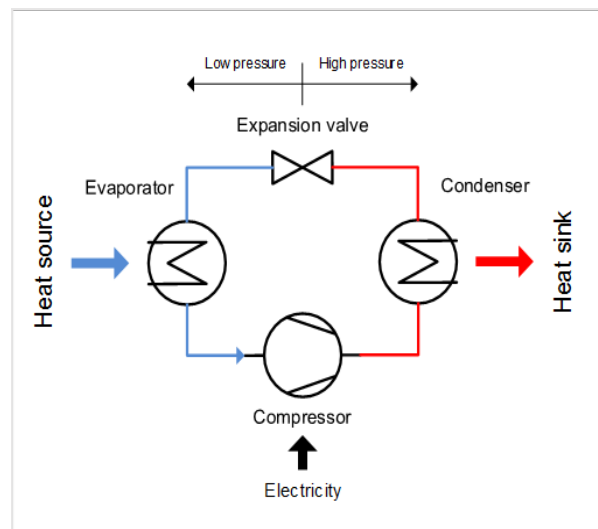 Low pressure
High pressure
Expansion valve
Evaporator
Condenser
Heat source
Heat sink
Compressor
Electricity